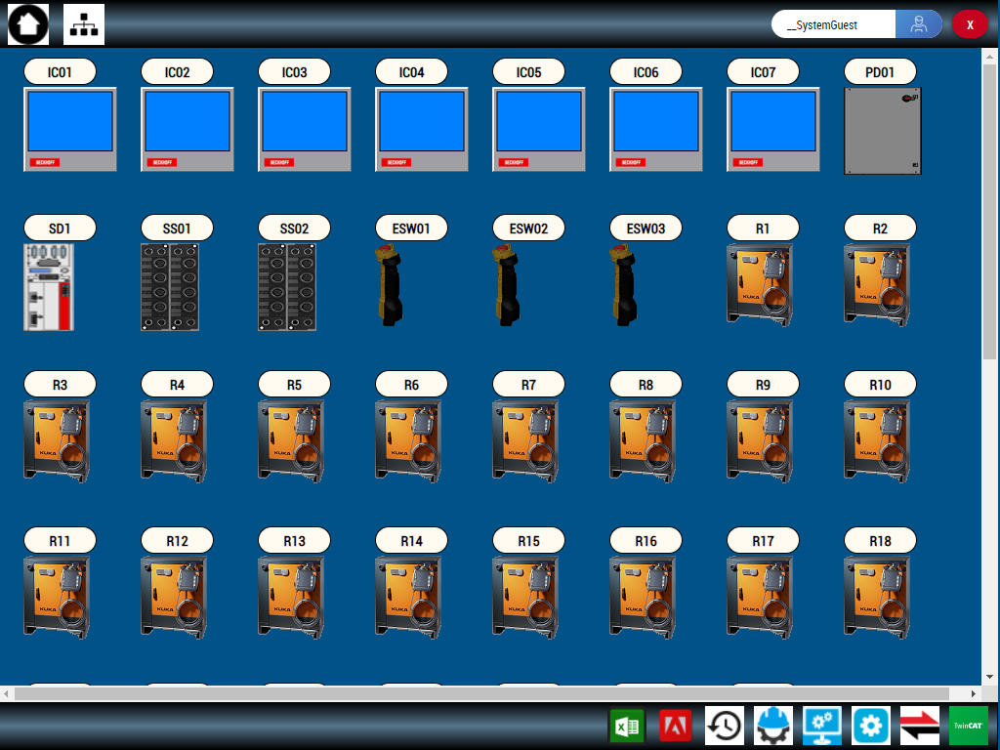 __SystemGuest
X
IC01 IC02 IC03 IC04 IC05 IC06 IC07 PD01
BECKHOFF BECKHOFF BECKHOFF BECKHOFF BECKHOFF BECKHOFF BECKHOFF
SD1 SS01 SS02 ESW01 ESW02 ESW03 R1 R2
KUKA KUKA
R3 R4 R5 R6 R7 R8 R9 R10
KUKA KUKA KUKA KUKA KUKA KUKA KUKA KUKA
R11 R12 R13 R14 R15 R16 R17 R18
KUKA KUKA KUKA KUKA KUKA KUKA KUKA KUKA
X TwinCAT